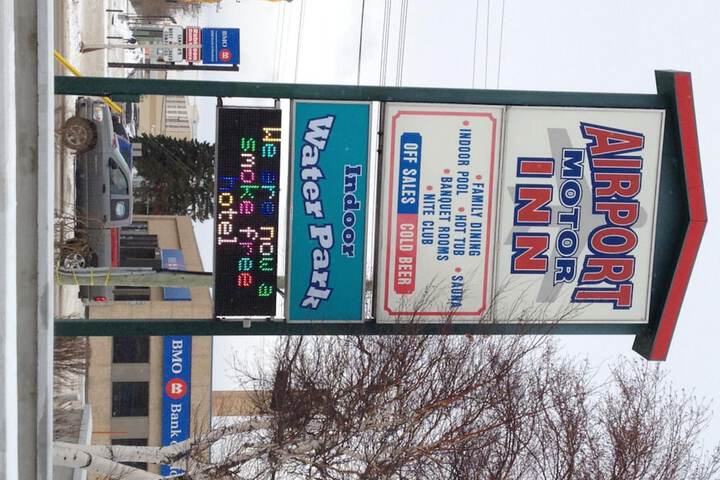 AIRPORT
MOTOR
INN
• FAMILY DINING
• INDOOR POOL • HOT TUB • SAUNA
• BANQUET ROOMS
• NITE CLUB
OFF SALES COLD BEER
Indoor
Water Park
We are now a
smoke free
hotel
BMO
BMO Bank